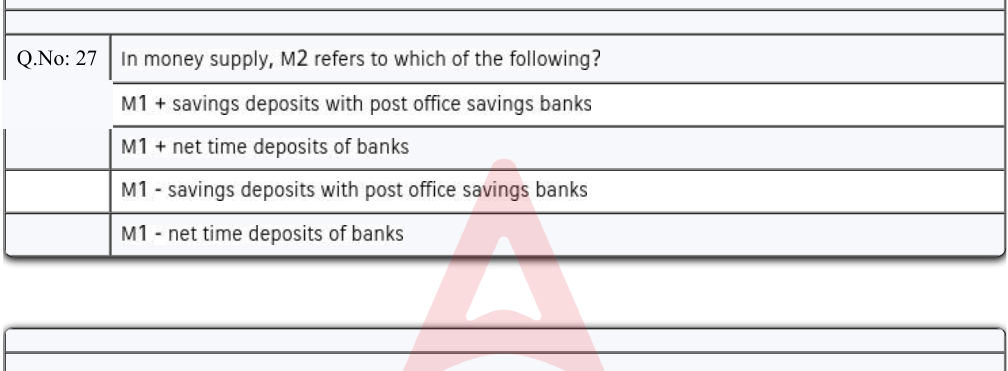 Q.No: 27 In money supply, M2 refers to which of the following?
M1 + savings deposits with post office savings banks
M1 + net time deposits of banks
M1 - savings deposits with post office savings banks
M1 - net time deposits of banks